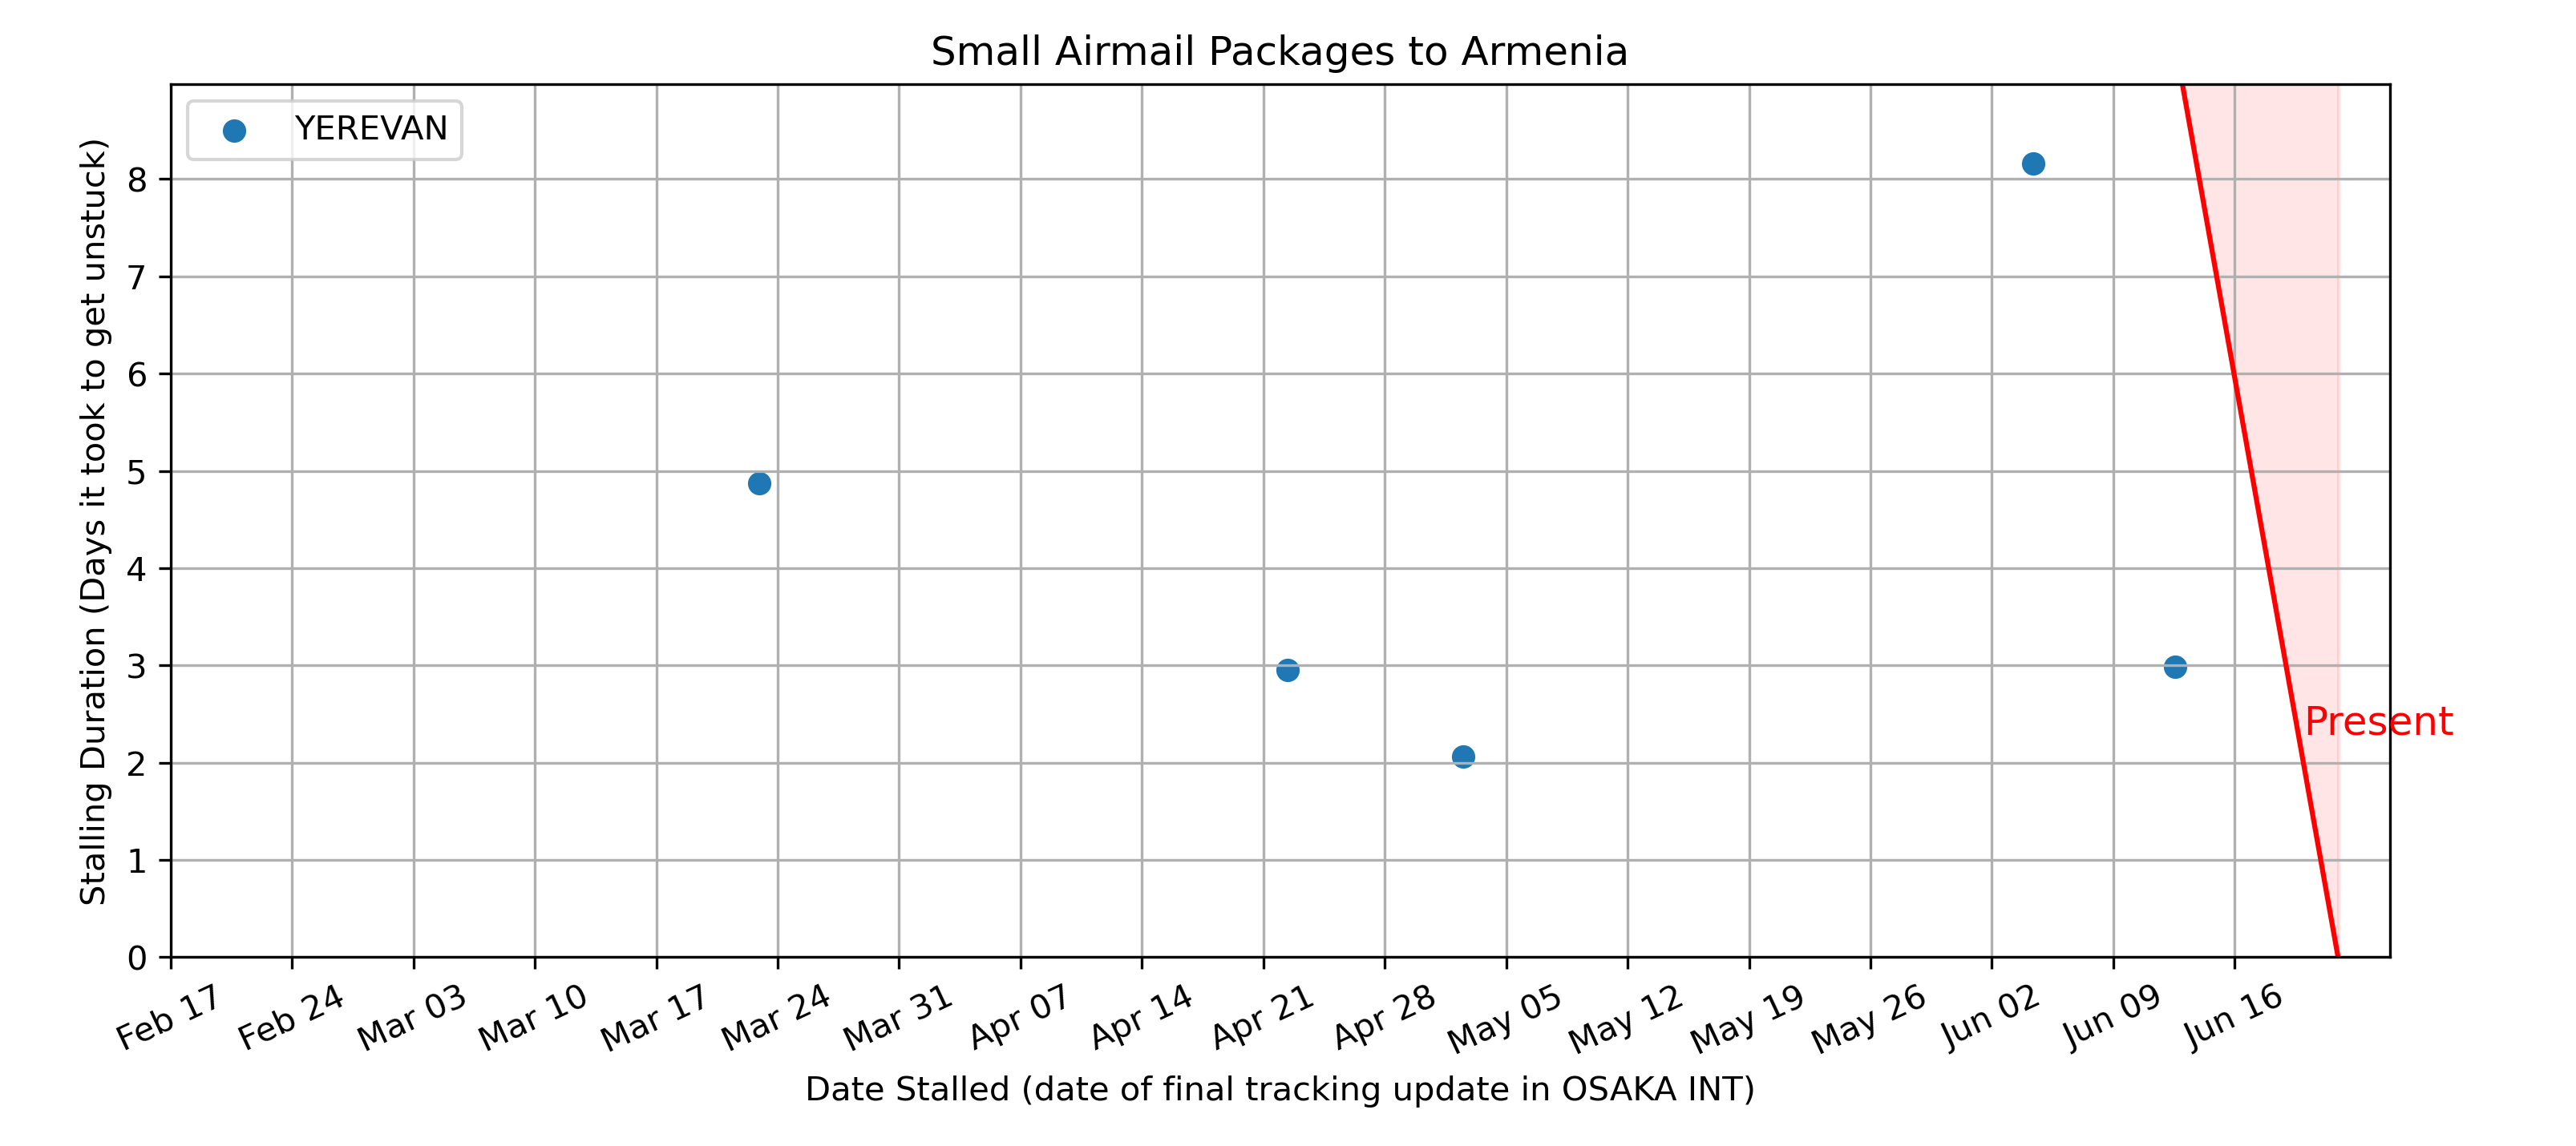 Small Airmail Packages to Armenia
YEREVAN
Stalling Duration (Days it took to get unstuck)
8
7
6
5
4
3
2
1
0
Present
Feb 17 Feb 24 Mar 03 Mar 10 Mar 17 Mar 24 Mar 31 Apr 07 Apr 14 Apr 21 Apr 28 May 05 May 12 May 19 May 26 Jun 02 Jun 09 Jun 16
Date Stalled (date of final tracking update in OSAKA INT)